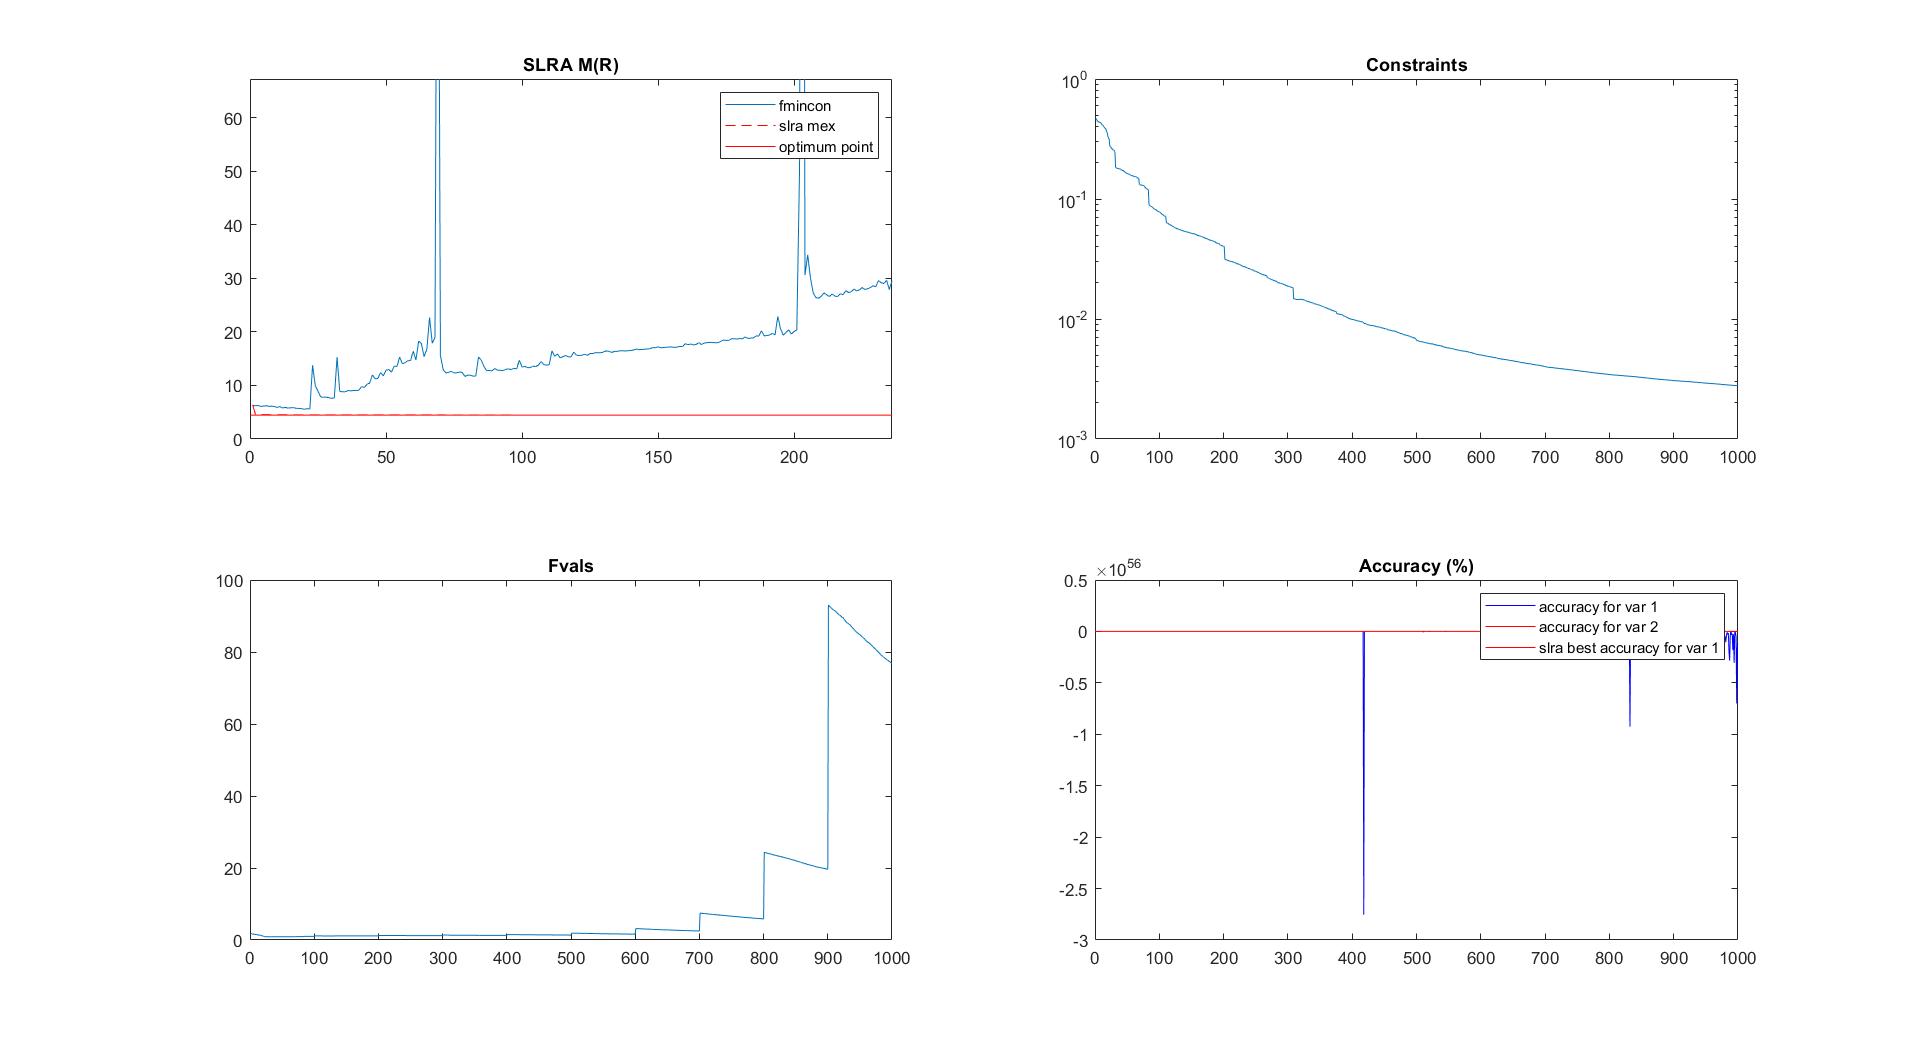 SLRA M(R)
60
50
40
30
20
10
0
0 50 100 150 200
fmincon
slra mex
optimum point
Constraints
10^0
10^-1
10^-2
10^-3
0 100 200 300 400 500 600 700 800 900 1000
Fvals
100
80
60
40
20
0
0 100 200 300 400 500 600 700 800 900 1000
Accuracy (%)
×10^56
0.5
0
-0.5
-1
-1.5
-2
-2.5
-3
0 100 200 300 400 500 600 700 800 900 1000
accuracy for var 1
accuracy for var 2
slra best accuracy for var 1